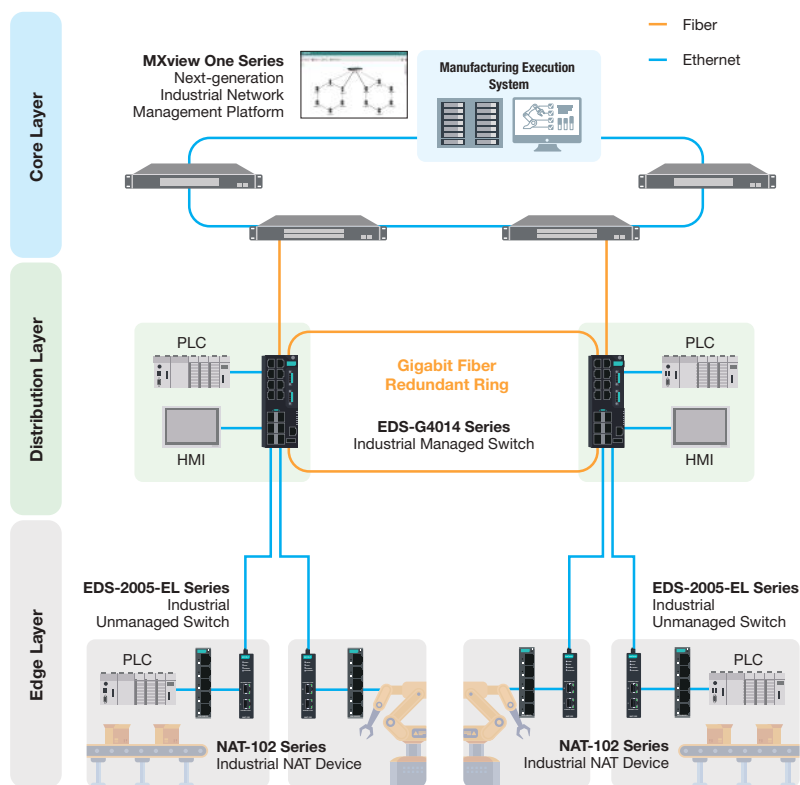 Fiber
Ethernet
MXview One Series
Next-generation
Industrial Network
Management Platform
Manufacturing Execution
System
Core Layer
Distribution Layer
PLC
HMI
Gigabit Fiber
Redundant Ring
EDS-G4014 Series
Industrial Managed Switch
PLC
HMI
Edge Layer
EDS-2005-EL Series
Industrial
Unmanaged Switch
EDS-2005-EL Series
Industrial
Unmanaged Switch
PLC
PLC
NAT-102 Series
Industrial NAT Device
NAT-102 Series
Industrial NAT Device